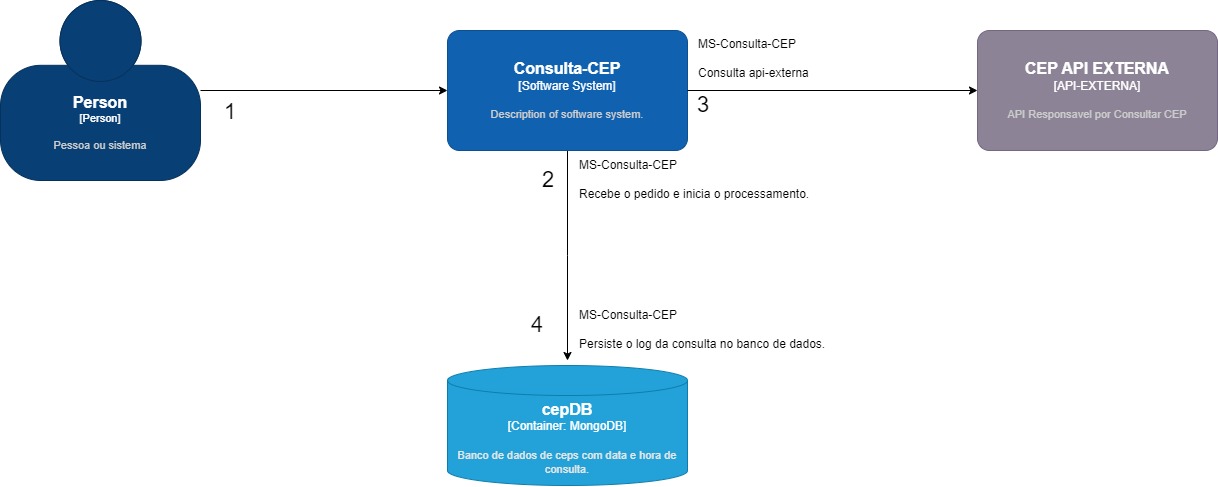 Person
[Person]
Pessoa ou sistema
1
Consulta-CEP
[Software System]
Description of software system.
MS-Consulta-CEP
Consulta api-externa
3
CEP API EXTERNA
[API-EXTERNA]
API Responsavel por Consultar CEP
2
MS-Consulta-CEP
Recebe o pedido e inicia o processamento.
4
MS-Consulta-CEP
Persiste o log da consulta no banco de dados.
cepDB
[Container: MongoDB]
Banco de dados de ceps com data e hora de
consulta.